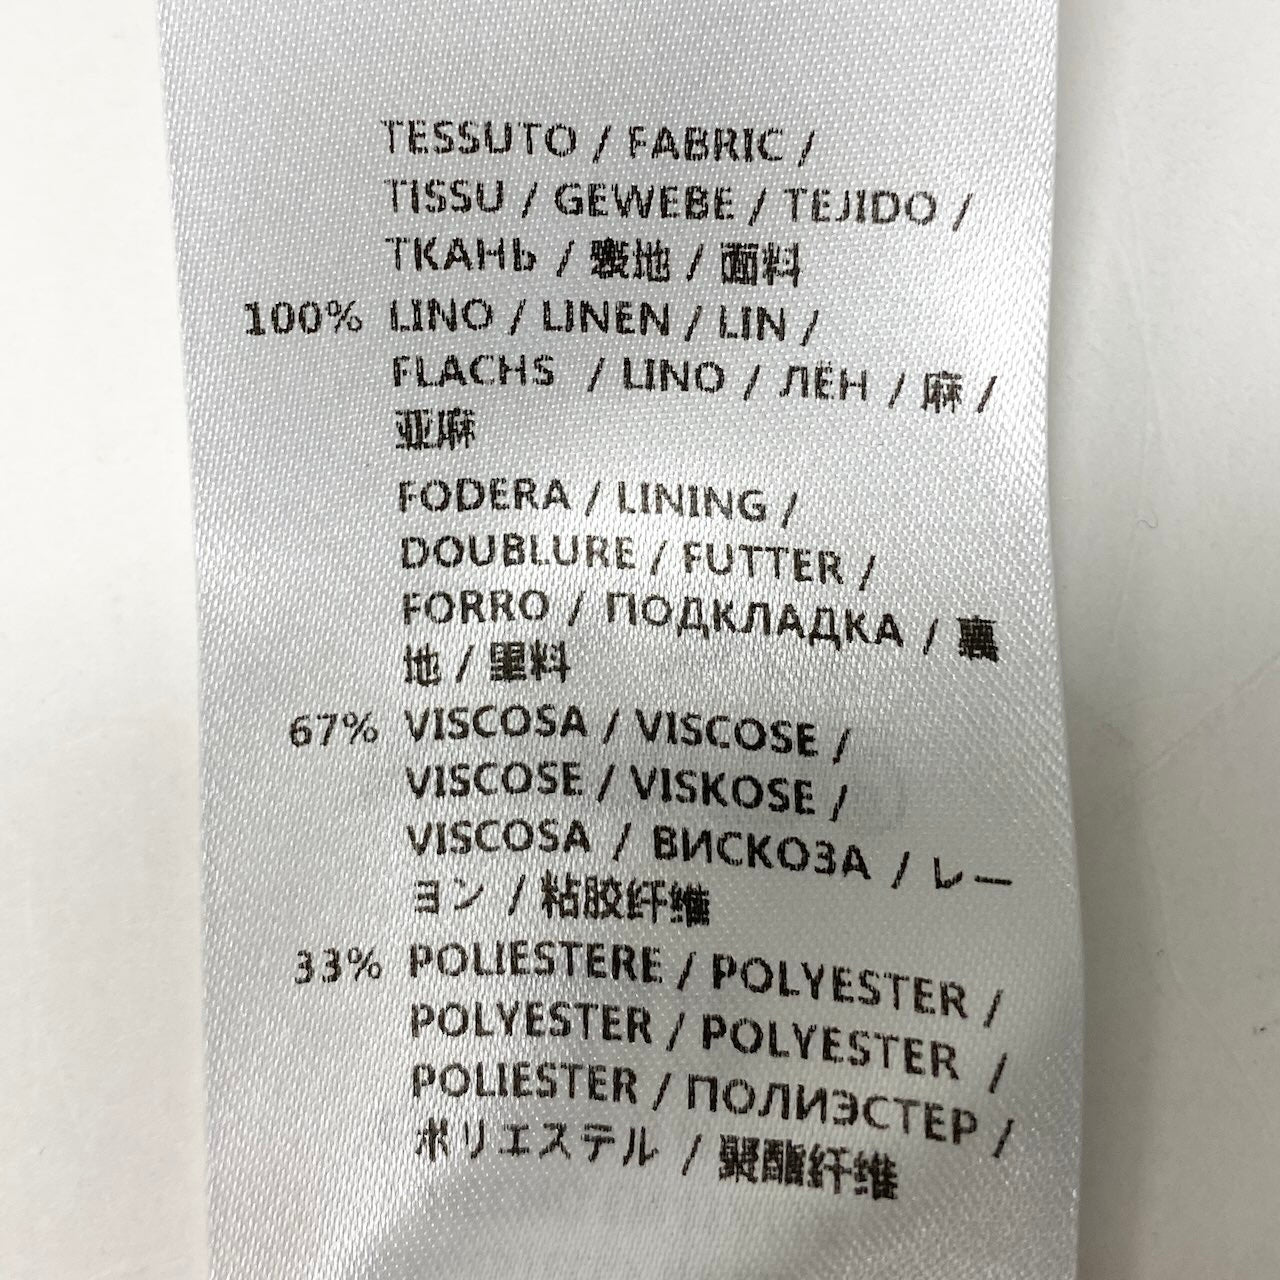 TESSUTO / FABRIC /
TISSU / GEWEBE / TEJIDO /
ТКАНЬ / 表地 / 面料
100% LINO / LINEN / LIN /
FLACHS / LINO / ЛЁН / 麻 /
亚麻
FODERA / LINING /
DOUBLURE / FUTTER /
FORRO / ПОДКЛАДКА / 裏
地 / 里料
67% VISCOSA / VISCOSE /
VISCOSE / VISKOSE /
VISCOSA / ВИСКОЗА / レー
ヨン / 粘胶纤维
33% POLIESTERE / POLYESTER /
POLYESTER / POLYESTER /
POLIESTER / ПОЛИЭСТЕР /
ポリエステル / 聚酯纤维